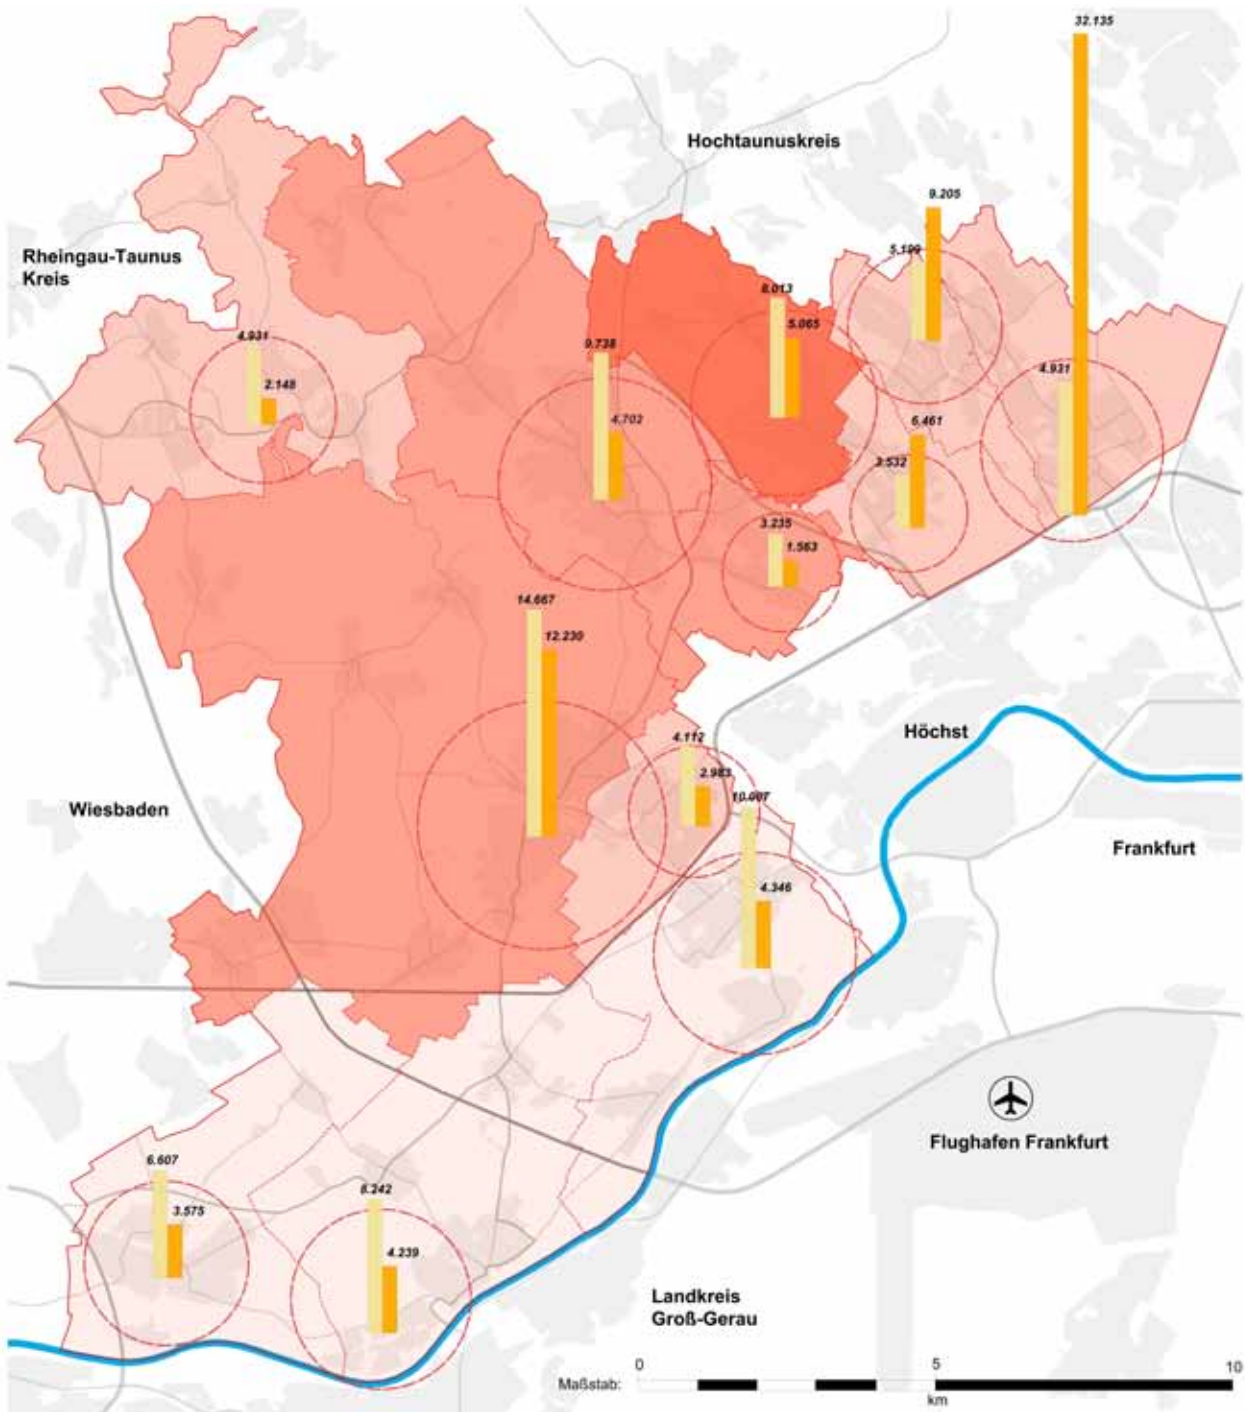 32.135
Hochtaunuskreis
9.205
Rheingau-Taunus
Kreis
5.199
8.013
5.065
4.931
2.148
9.738
4.702
4.931
6.461
3.532
3.235
1.563
14.667
12.230
Höchst
4.112
2.983
10.007
Wiesbaden
Frankfurt
4.346
Flughafen Frankfurt
6.607
3.575
8.242
4.239
Landkreis
Groß-Gerau
0 5 10
Maßstab:
km